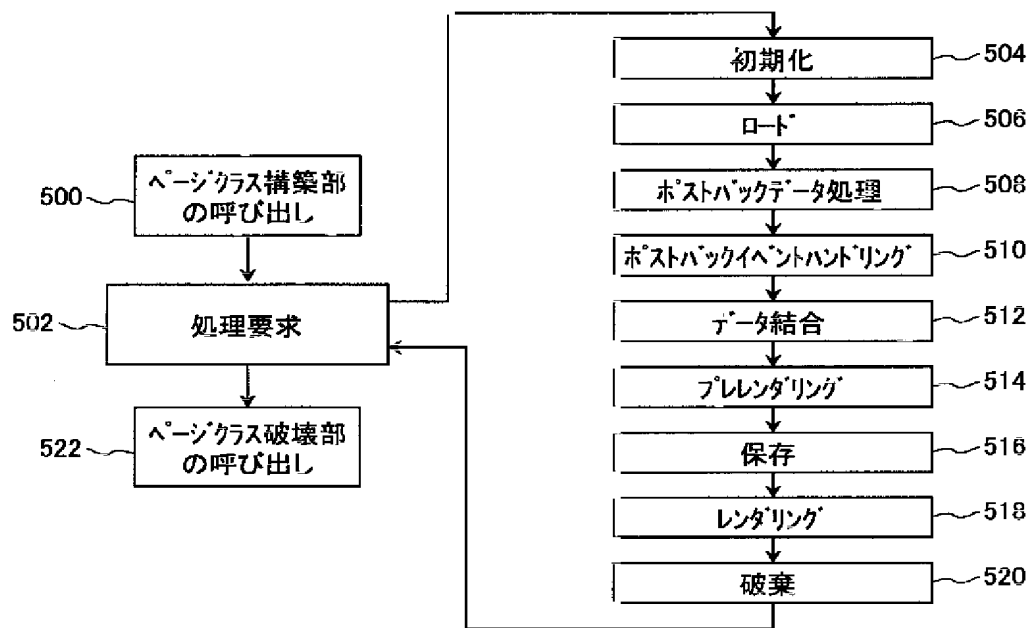 500
ページクラス構築部
の呼び出し
502
処理要求
522
ページクラス破壊部
の呼び出し
初期化
504
ロード
506
ポストバックデータ処理
508
ポストバックイベントハンドリング
510
データ結合
512
プレレンダリング
514
保存
516
レンダリング
518
破棄
520